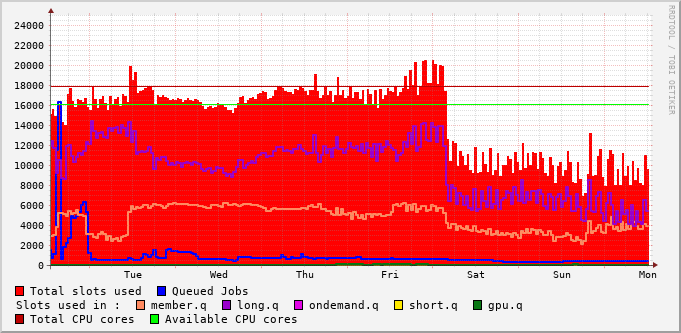 24000
22000
20000
18000
16000
14000
12000
10000
8000
6000
4000
2000
0
Tue Wed Thu Fri Sat Sun Mon
RRDTOOL / TOBI OETIKER
Total slots used Queued Jobs
Slots used in : member.q long.q ondemand.q short.q gpu.q
Total CPU cores Available CPU cores